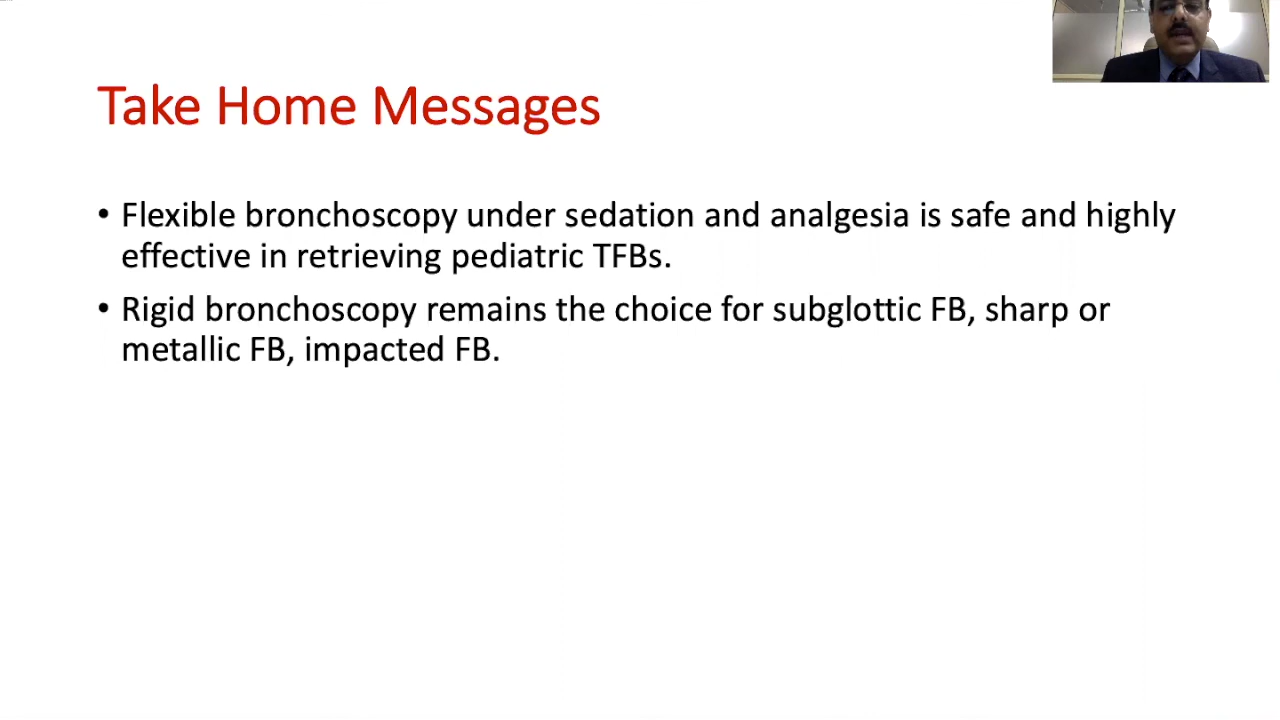 Take Home Messages
• Flexible bronchoscopy under sedation and analgesia is safe and highly
effective in retrieving pediatric TFBs.
• Rigid bronchoscopy remains the choice for subglottic FB, sharp or
metallic FB, impacted FB.